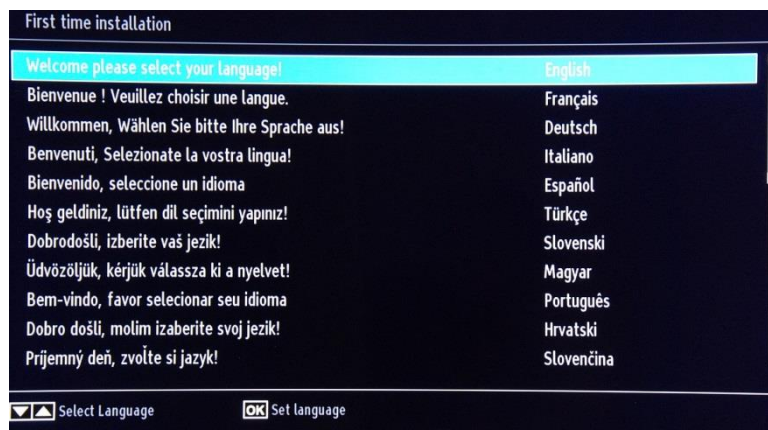 First time installation
Welcome please select your language! English
Bienvenue ! Veuillez choisir une langue. Français
Willkommen, Wählen Sie bitte Ihre Sprache aus! Deutsch
Benvenuti, Selezionate la vostra lingua! Italiano
Bienvenido, seleccione un idioma Español
Hoş geldiniz, lütfen dil seçimini yapınız! Türkçe
Dobrodošli, izberite vaš jezik! Slovenski
Üdvözöljük, kérjük válassza ki a nyelvet! Magyar
Bem-vindo, favor selecionar seu idioma Português
Dobro došli, molim izaberite svoj jezik! Hrvatski
Príjemný deň, zvoľte si jazyk! Slovenčina
Select Language OK Set language